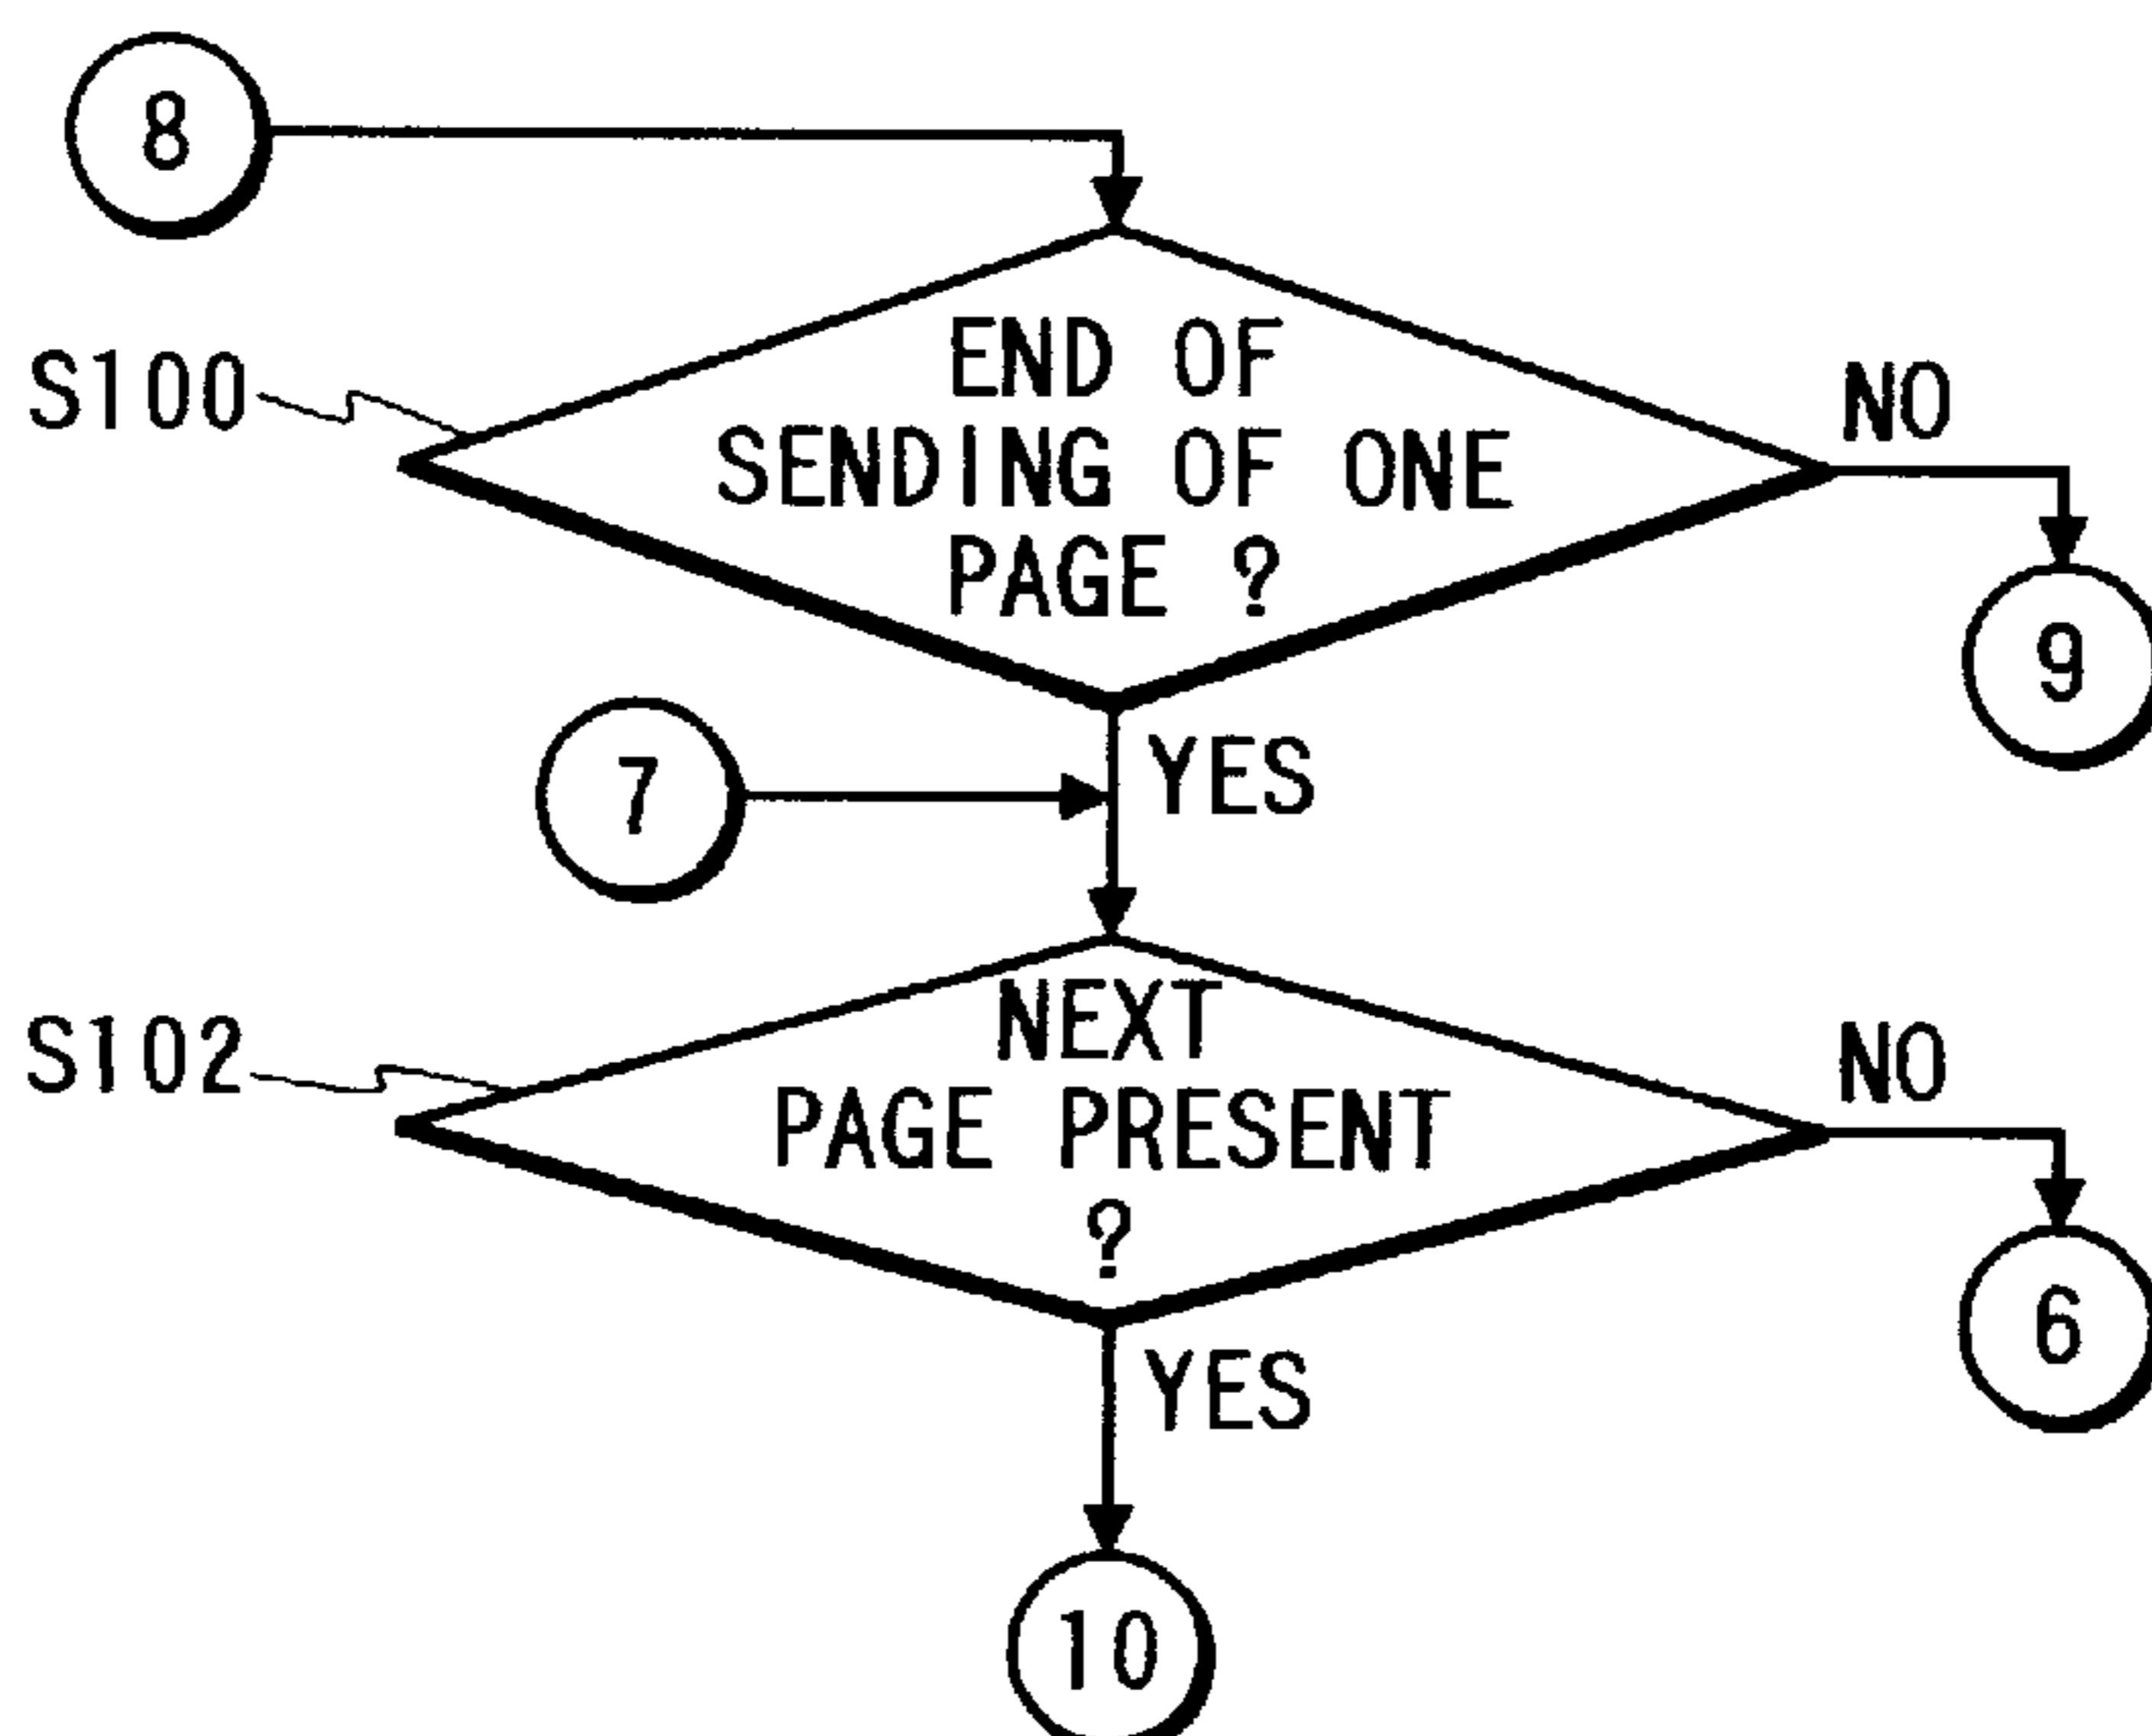 8
END OF
S100
NO
SENDING OF ONE
PAGE ?
9
YES
7
NEXT
S102
NO
PAGE PRESENT
?
6
YES
10